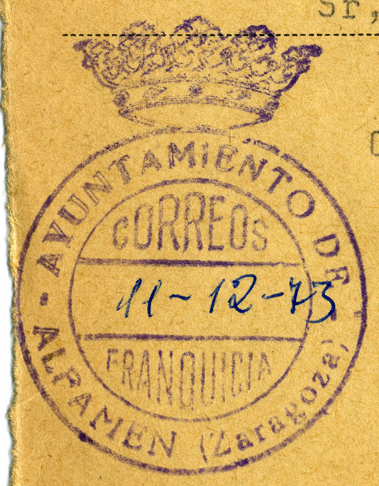 Sr,
AYUNTAMIENTO DE
CORREOS
11-12-73
FRANQUICIA
- ALFAMEN (Zaragoza)